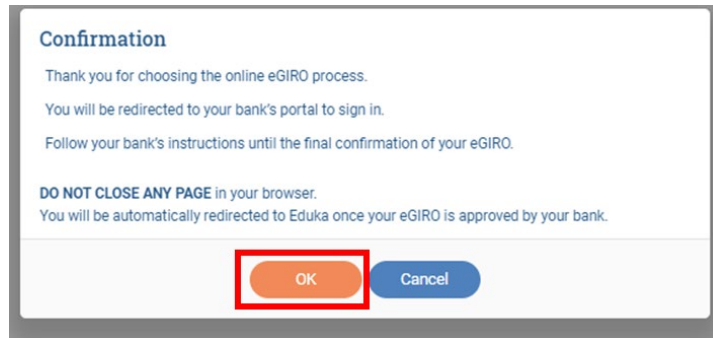 Confirmation
Thank you for choosing the online eGIRO process.
You will be redirected to your bank's portal to sign in.
Follow your bank's instructions until the final confirmation of your eGIRO.
DO NOT CLOSE ANY PAGE in your browser.
You will be automatically redirected to Eduka once your eGIRO is approved by your bank.
OK Cancel